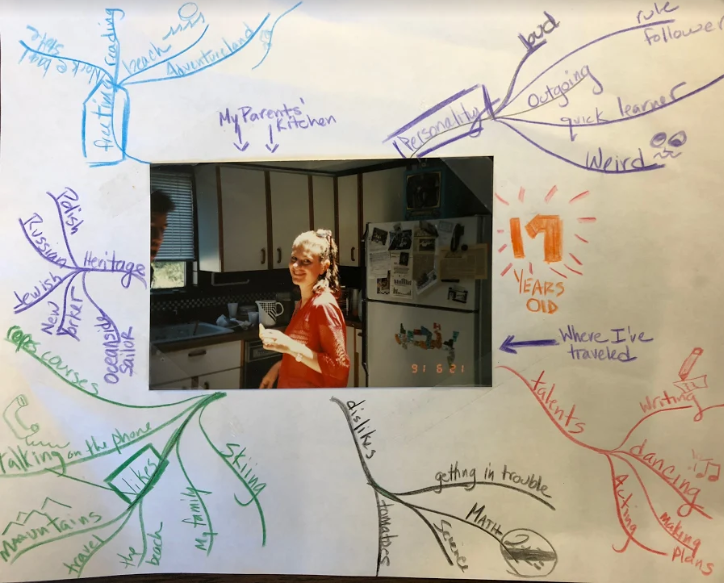 freetime
reading
beach
Adventureland
My Parents'
Kitchen
Personality
loud
rule
follower
Outgoing
quick learner
Weird
Heritage
Polish
Russian
Jewish
New
Yorker
Oceanside
Sailor
17
YEARS
OLD
Where I've
traveled
91 6 21
likes
ropes courses
talking on the phone
Maountains
travel
the
beach
My family
Skiing
dislikes
getting in trouble
MATH
Science
tomatoes
talents
Writing
dancing
Making
Plans
Acting